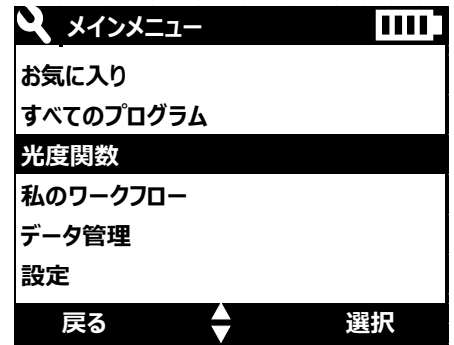 メインメニュー
お気に入り
すべてのプログラム
光度関数
私のワークフロー
データ管理
設定
戻る 選択